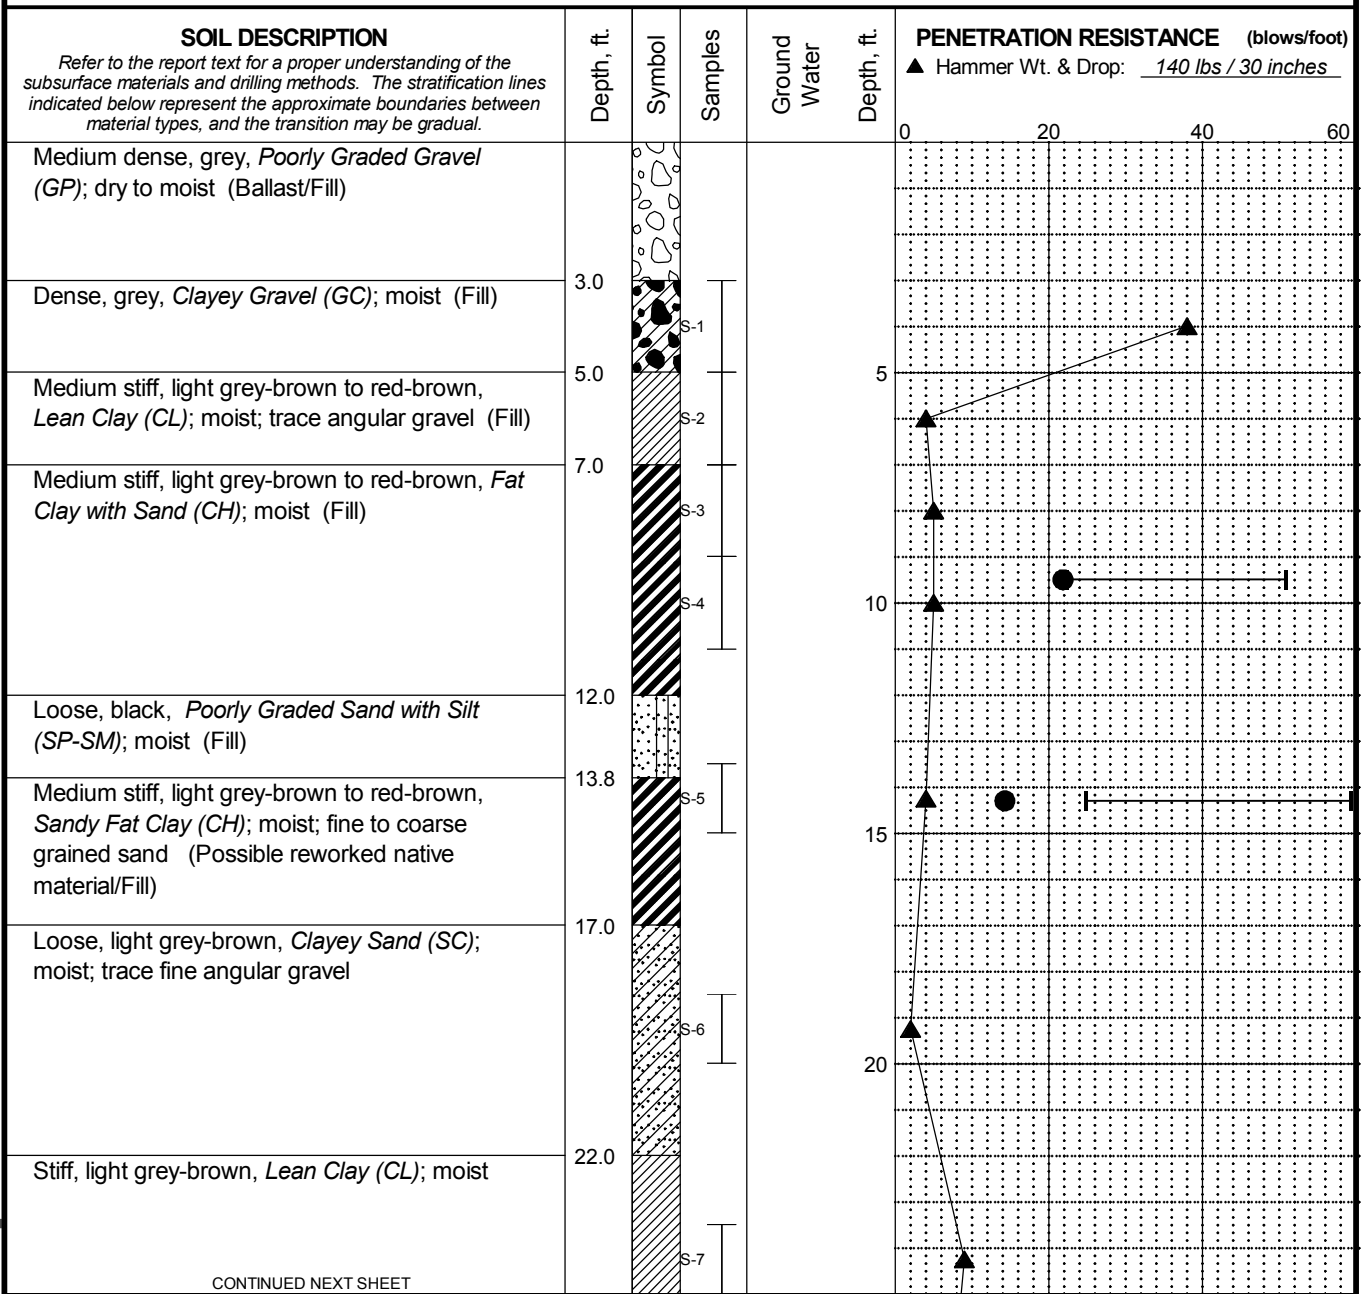 SOIL DESCRIPTION
Refer to the report text for a proper understanding of the
subsurface materials and drilling methods. The stratification lines
indicated below represent the approximate boundaries between
material types, and the transition may be gradual.
Depth, ft.
Symbol
Samples
Ground
Water
Depth, ft.
PENETRATION RESISTANCE (blows/foot)
▲ Hammer Wt. & Drop: 140 lbs / 30 inches
0 20 40 60
Medium dense, grey, Poorly Graded Gravel
(GP); dry to moist (Ballast/Fill)
3.0
Dense, grey, Clayey Gravel (GC); moist (Fill)
S-1
5.0
5
Medium stiff, light grey-brown to red-brown,
Lean Clay (CL); moist; trace angular gravel (Fill)
S-2
7.0
Medium stiff, light grey-brown to red-brown, Fat
Clay with Sand (CH); moist (Fill)
S-3
S-4
10
12.0
Loose, black, Poorly Graded Sand with Silt
(SP-SM); moist (Fill)
13.8
Medium stiff, light grey-brown to red-brown,
Sandy Fat Clay (CH); moist; fine to coarse
grained sand (Possible reworked native
material/Fill)
S-5
15
17.0
Loose, light grey-brown, Clayey Sand (SC);
moist; trace fine angular gravel
S-6
20
22.0
Stiff, light grey-brown, Lean Clay (CL); moist
S-7
CONTINUED NEXT SHEET